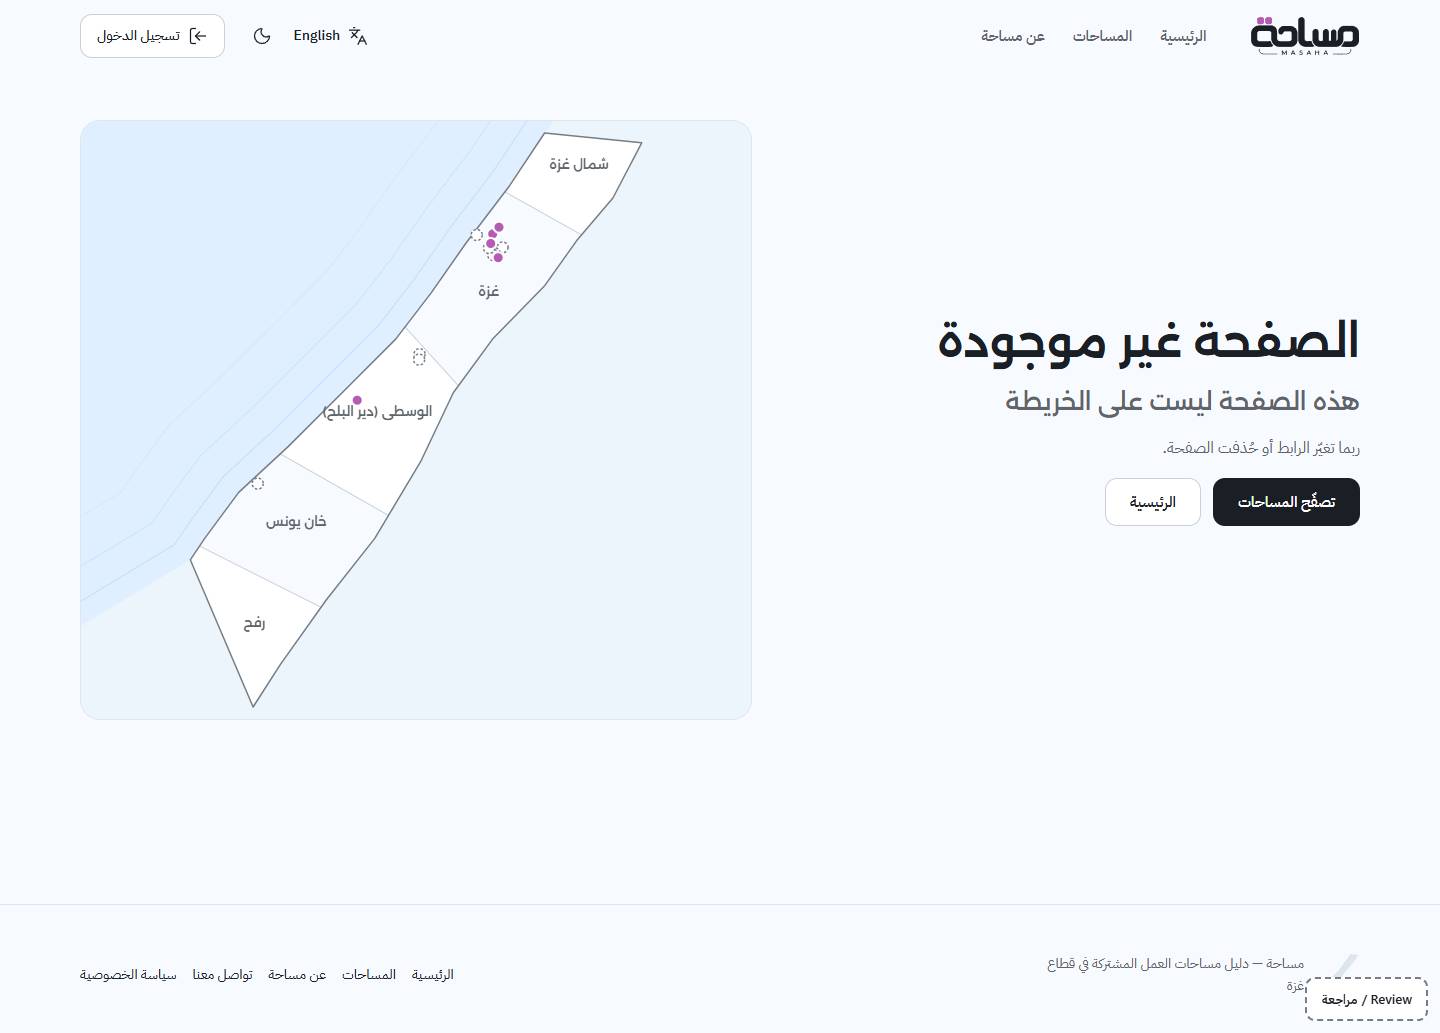 مساحة
MASAHA
الرئيسية
المساحات
عن مساحة
English
تسجيل الدخول
الصفحة غير موجودة
هذه الصفحة ليست على الخريطة
ربما تغيّر الرابط أو حُذفت الصفحة.
تصفّح المساحات
الرئيسية
شمال غزة
غزة
الوسطى (دير البلح)
خان يونس
رفح
مساحة — دليل مساحات العمل المشتركة في قطاع
غزة
الرئيسية
المساحات
عن مساحة
تواصل معنا
سياسة الخصوصية
Review / مراجعة